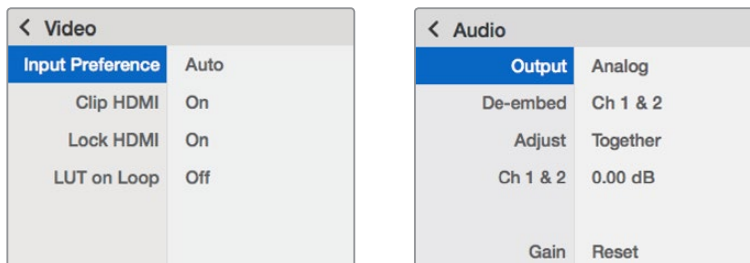 < Video
Input Preference Auto
Clip HDMI On
Lock HDMI On
LUT on Loop Off
< Audio
Output Analog
De-embed Ch 1 & 2
Adjust Together
Ch 1 & 2 0.00 dB
Gain Reset